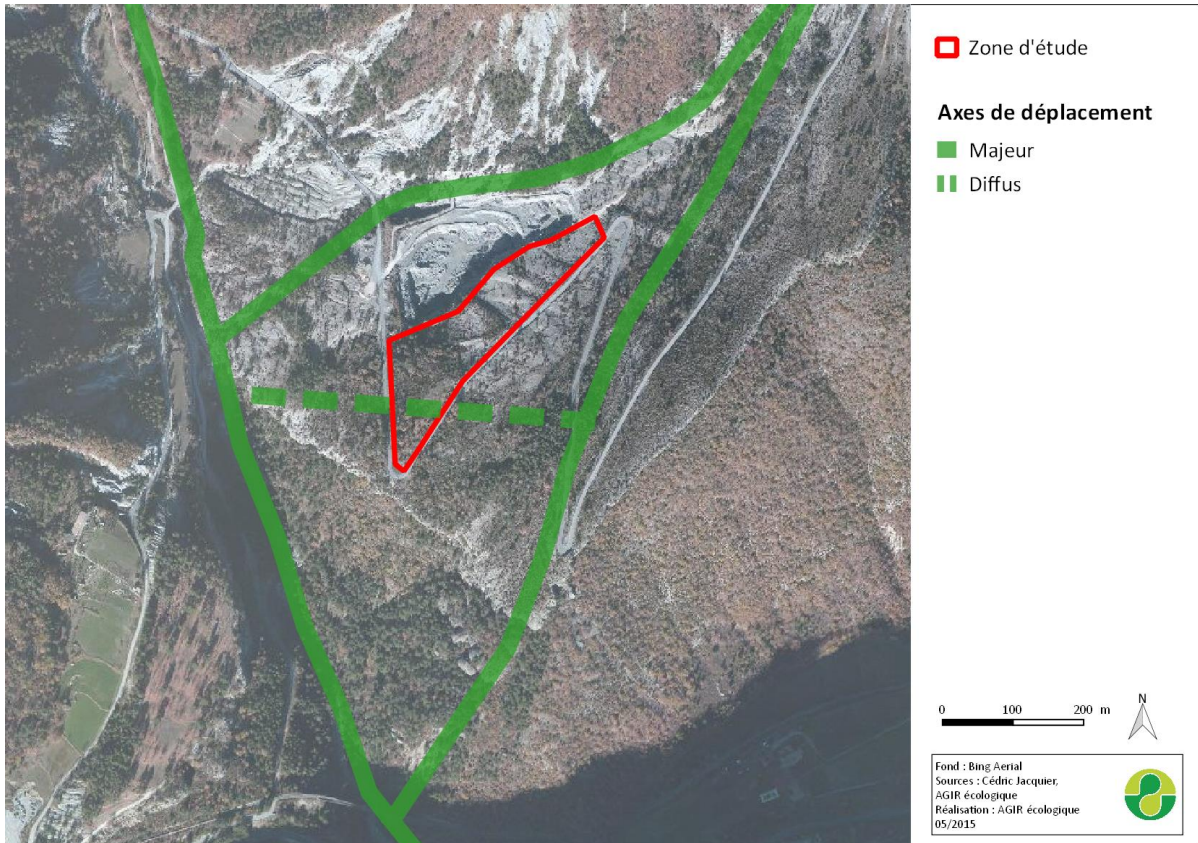 Zone d'étude
Axes de déplacement
Majeur
Diffus
0 100 200 m
N
Fond : Bing Aerial
Sources : Cédric Jacquier,
AGIR écologique
Réalisation : AGIR écologique
05/2015